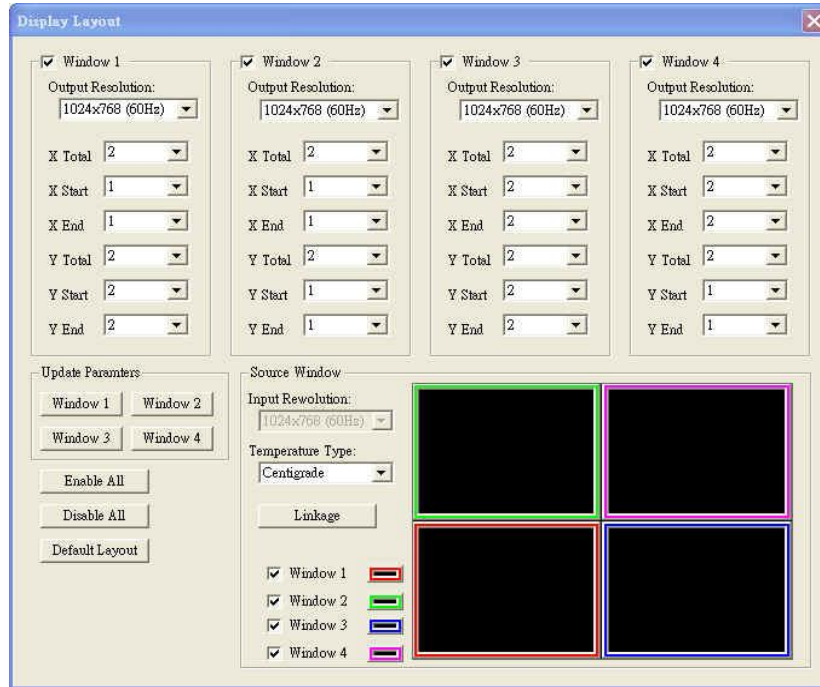 Display Layout
Window 1
Output Resolution:
1024x768 (60Hz)
X Total 2
X Start 1
X End 1
Y Total 2
Y Start 2
Y End 2
Window 2
Output Resolution:
1024x768 (60Hz)
X Total 2
X Start 1
X End 1
Y Total 2
Y Start 1
Y End 1
Window 3
Output Resolution:
1024x768 (60Hz)
X Total 2
X Start 2
X End 2
Y Total 2
Y Start 2
Y End 2
Window 4
Output Resolution:
1024x768 (60Hz)
X Total 2
X Start 2
X End 2
Y Total 2
Y Start 1
Y End 1
Update Paramters
Window 1 Window 2
Window 3 Window 4
Enable All
Disable All
Default Layout
Source Window
Input Rewolution:
1024x768 (60Hz)
Temperature Type:
Centigrade
Linkage
Window 1
Window 2
Window 3
Window 4